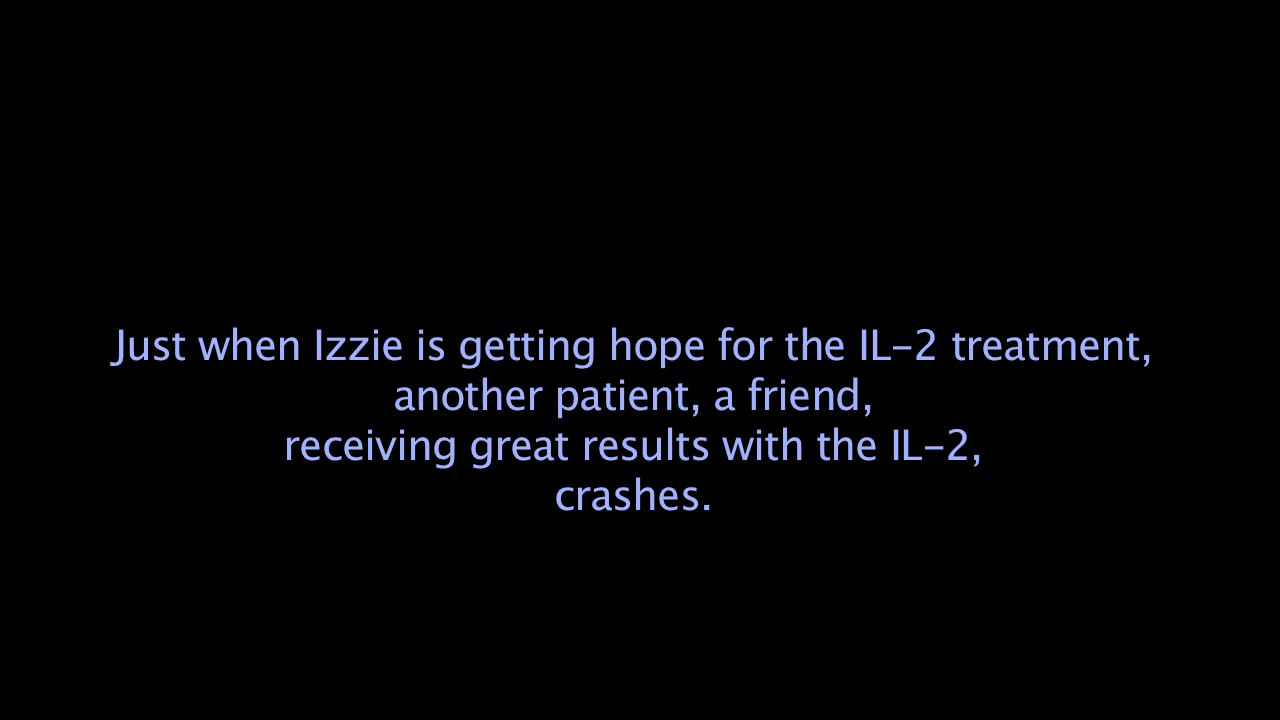 Just when Izzie is getting hope for the IL-2 treatment,
another patient, a friend,
receiving great results with the IL-2,
crashes.